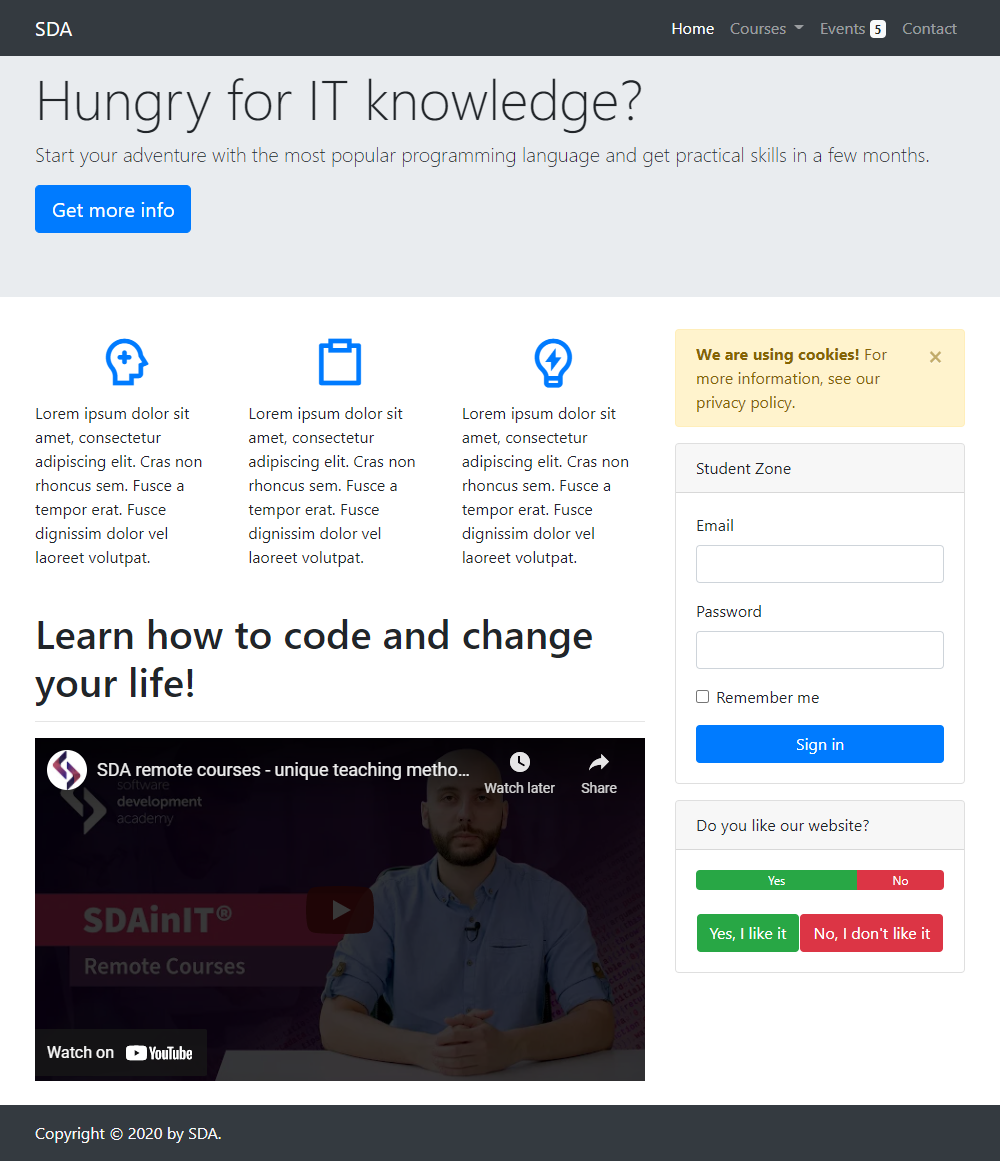 SDA
Home Courses Events 5 Contact
Hungry for IT knowledge?
Start your adventure with the most popular programming language and get practical skills in a few months.
Get more info
Lorem ipsum dolor sit
amet, consectetur
adipiscing elit. Cras non
rhoncus sem. Fusce a
tempor erat. Fusce
dignissim dolor vel
laoreet volutpat.
Lorem ipsum dolor sit
amet, consectetur
adipiscing elit. Cras non
rhoncus sem. Fusce a
tempor erat. Fusce
dignissim dolor vel
laoreet volutpat.
Lorem ipsum dolor sit
amet, consectetur
adipiscing elit. Cras non
rhoncus sem. Fusce a
tempor erat. Fusce
dignissim dolor vel
laoreet volutpat.
Learn how to code and change
your life!
SDA remote courses - unique teaching metho...
Watch later
Share
software
development
academy
SDAinIT®
Remote Courses
Watch on YouTube
We are using cookies! For
more information, see our
privacy policy.
×
Student Zone
Email
Password
Remember me
Sign in
Do you like our website?
Yes No
Yes, I like it No, I don't like it
Copyright © 2020 by SDA.